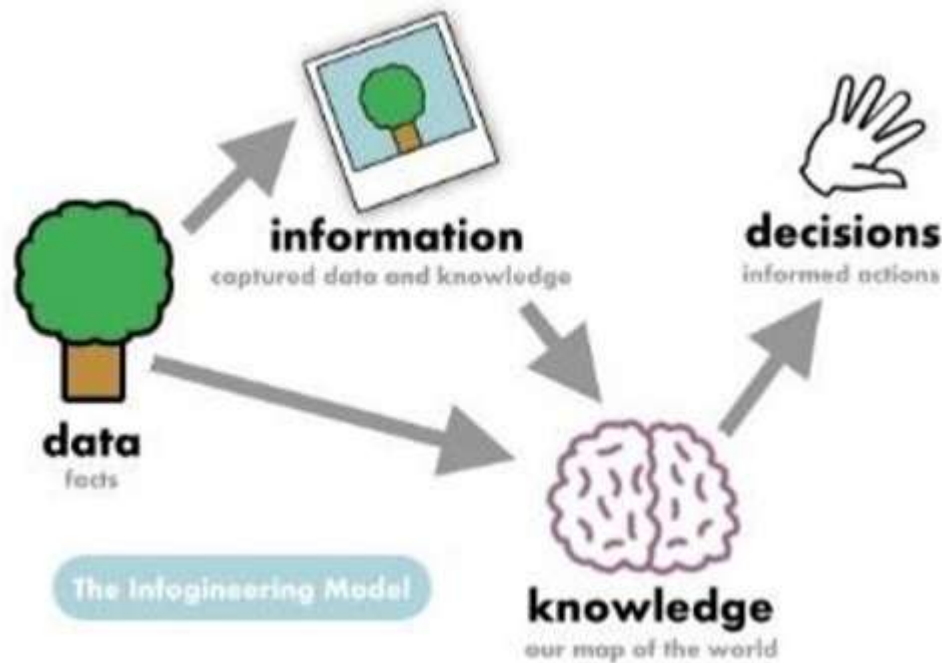 information
captured data and knowledge
decisions
informed actions
data
facts
The Infogineering Model
knowledge
our map of the world